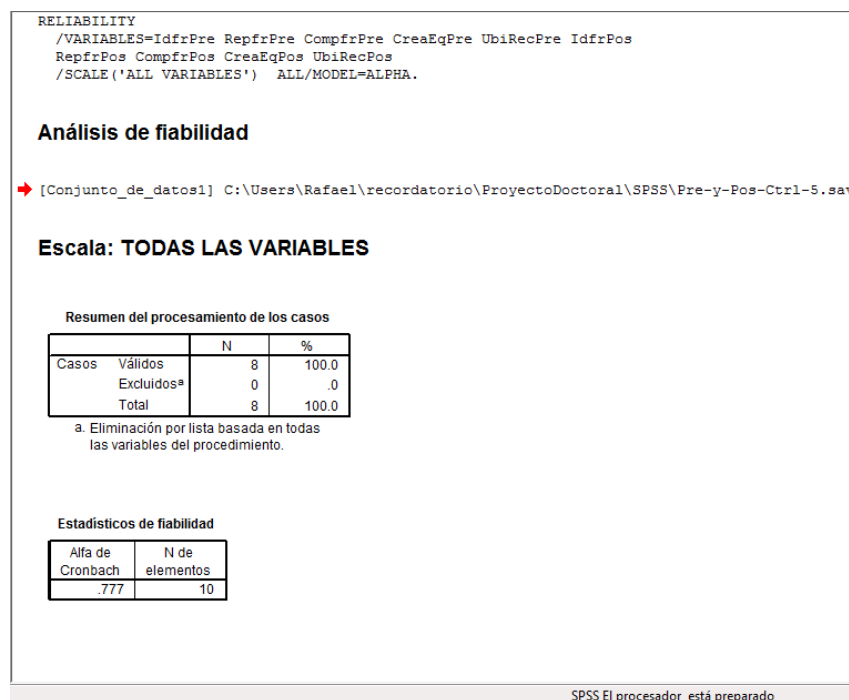 RELIABILITY
/VARIABLES=IdfrPre RepfrPre CompfrPre CreaEqPre UbiRecPre IdfrPos
RepfrPos CompfrPos CreaEqPos UbiRecPos
/SCALE('ALL VARIABLES') ALL/MODEL=ALPHA.
Análisis de fiabilidad
[Conjunto_de_datos1] C:\Users\Rafael\recordatorio\ProyectoDoctoral\SPSS\Pre-y-Pos-Ctrl-5.sav
Escala: TODAS LAS VARIABLES
Resumen del procesamiento de los casos
N %
Casos Válidos 8 100.0
Excluidosª 0 .0
Total 8 100.0
a. Eliminación por lista basada en todas
las variables del procedimiento.
Estadísticos de fiabilidad
Alfa de N de
Cronbach elementos
.777 10
SPSS El procesador está preparado